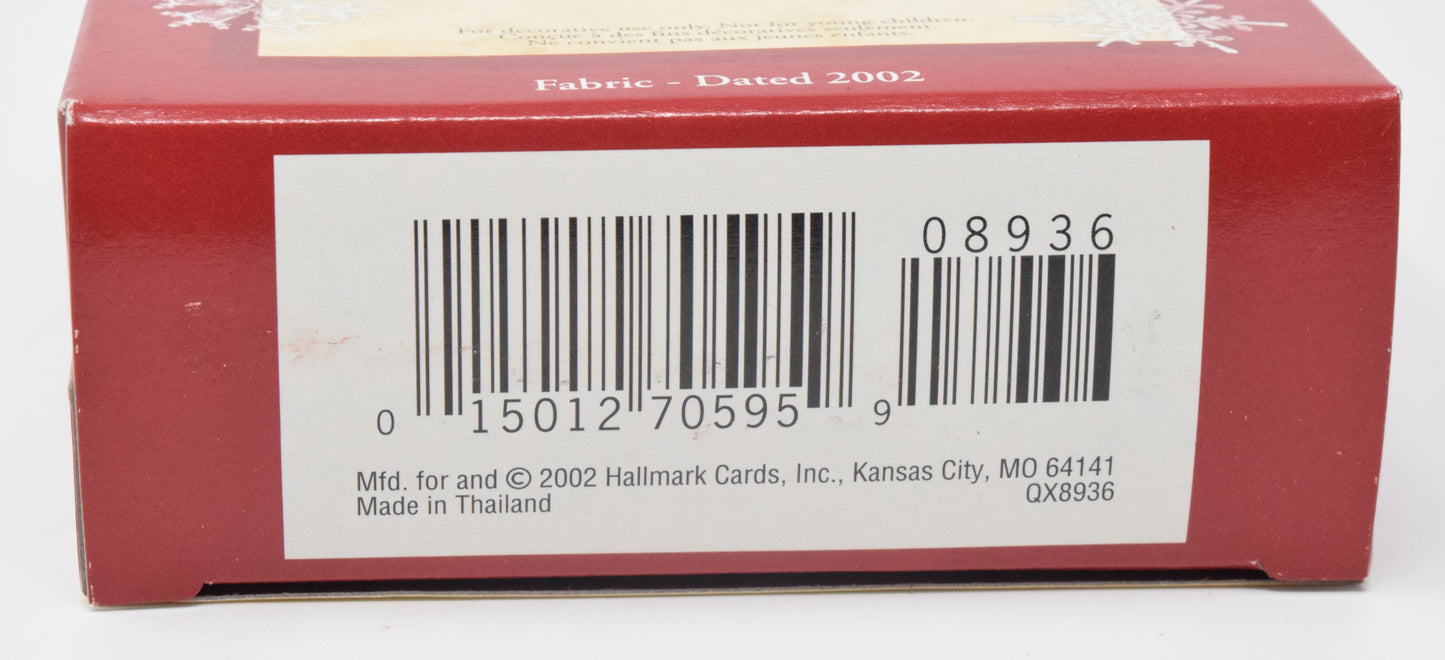 For decorative use only. Not for young children.
Conçue à des fins décoratives seulement.
Ne convient pas aux jeunes enfants.
Fabric - Dated 2002
08936
0 15012 70595 9
Mfd. for and © 2002 Hallmark Cards, Inc., Kansas City, MO 64141
Made in Thailand QX8936